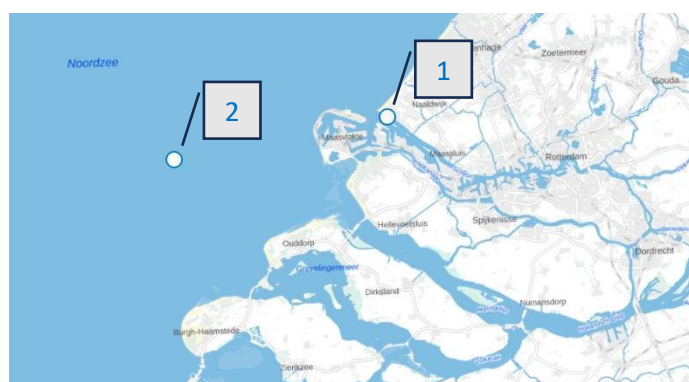 Noordzee
enhage
Zoetermeer
Gouda
1
2
Naaldwijk
Maasvlakte
Maassluis
Rotterdam
Hellevoetsluis
Spijkenisse
Ouddorp
Dordrecht
Grevelingenmeer
Dirksland
Numansdorp
Burgh-Haamstede
Zierikzee